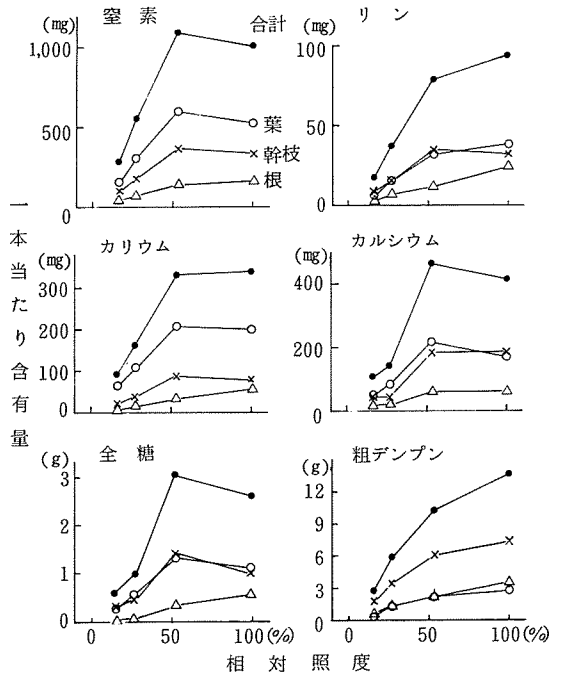 窒 素
(mg)
1,000
500
0
合計
葉
幹枝
根
リ ン
(mg)
100
50
0
カリウム
(mg)
300
200
100
0
カルシウム
(mg)
400
200
0
全 糖
(g)
3
2
1
0
0 50 100(%)
粗デンプン
(g)
12
9
6
3
0
0 50 100(%)
一本当たり含有量
相 対 照 度